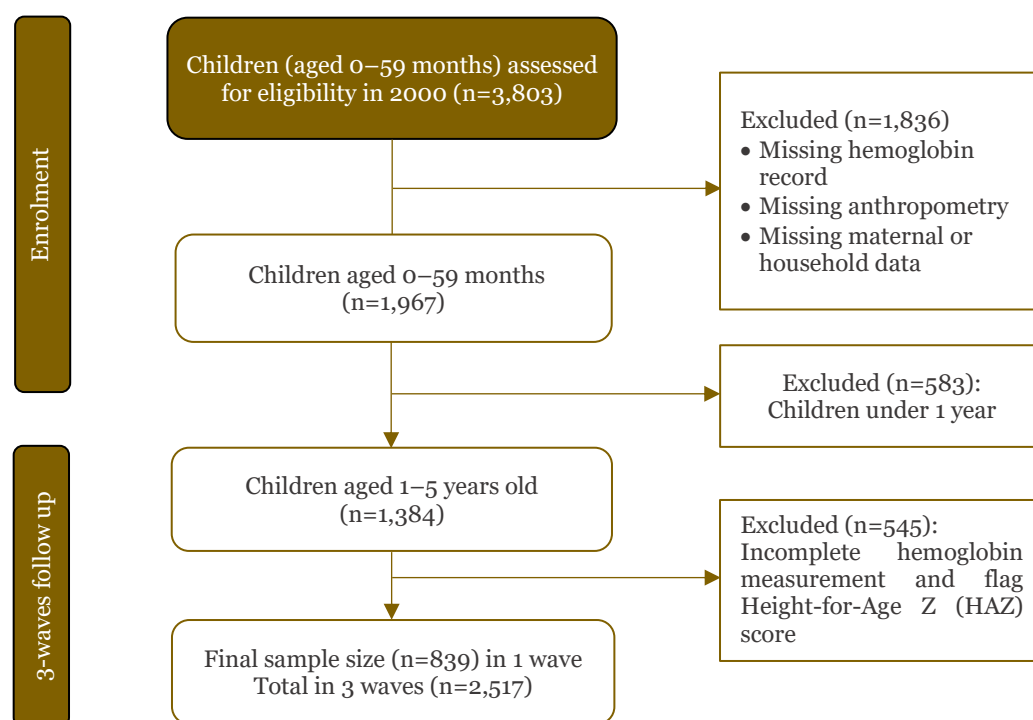 Enrolment
Children (aged 0–59 months) assessed
for eligibility in 2000 (n=3,803)
Excluded (n=1,836)
• Missing hemoglobin
record
• Missing anthropometry
• Missing maternal or
household data
Children aged 0–59 months
(n=1,967)
Excluded (n=583):
Children under 1 year
3-waves follow up
Children aged 1–5 years old
(n=1,384)
Excluded (n=545):
Incomplete hemoglobin
measurement and flag
Height-for-Age Z (HAZ)
score
Final sample size (n=839) in 1 wave
Total in 3 waves (n=2,517)